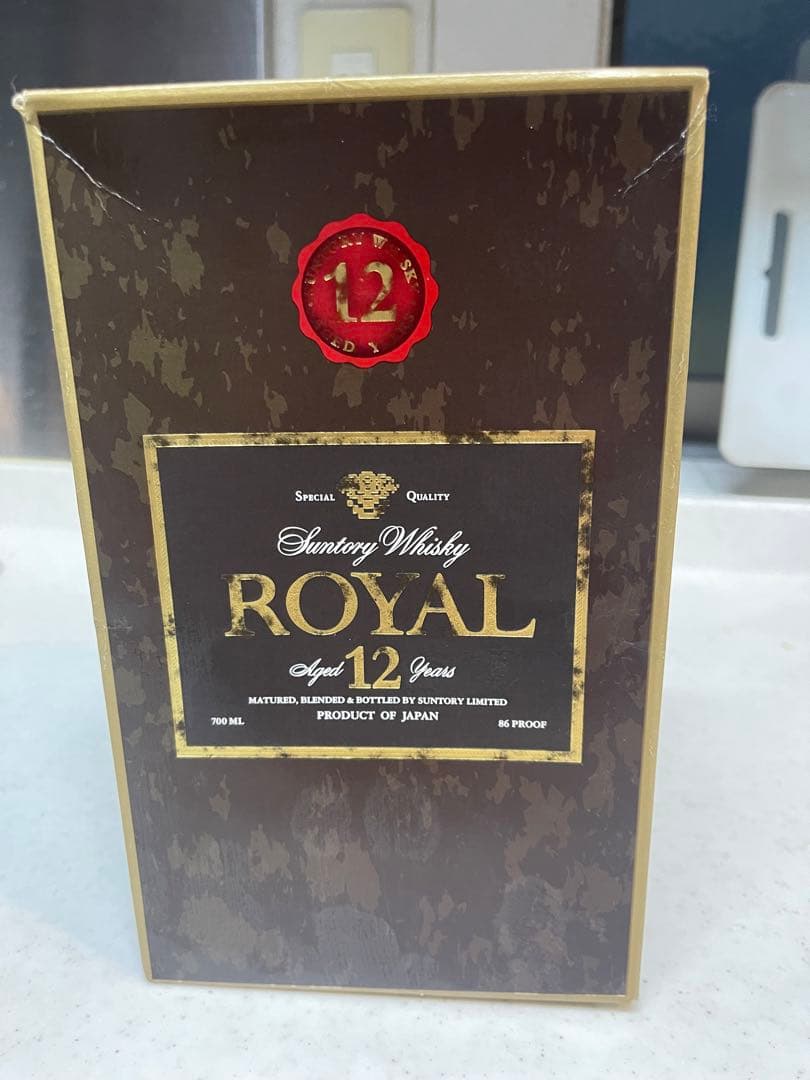 12
SPECIAL QUALITY
Suntory Whisky
ROYAL
Aged 12 Years
MATURED, BLENDED & BOTTLED BY SUNTORY LIMITED
700 ML PRODUCT OF JAPAN 86 PROOF